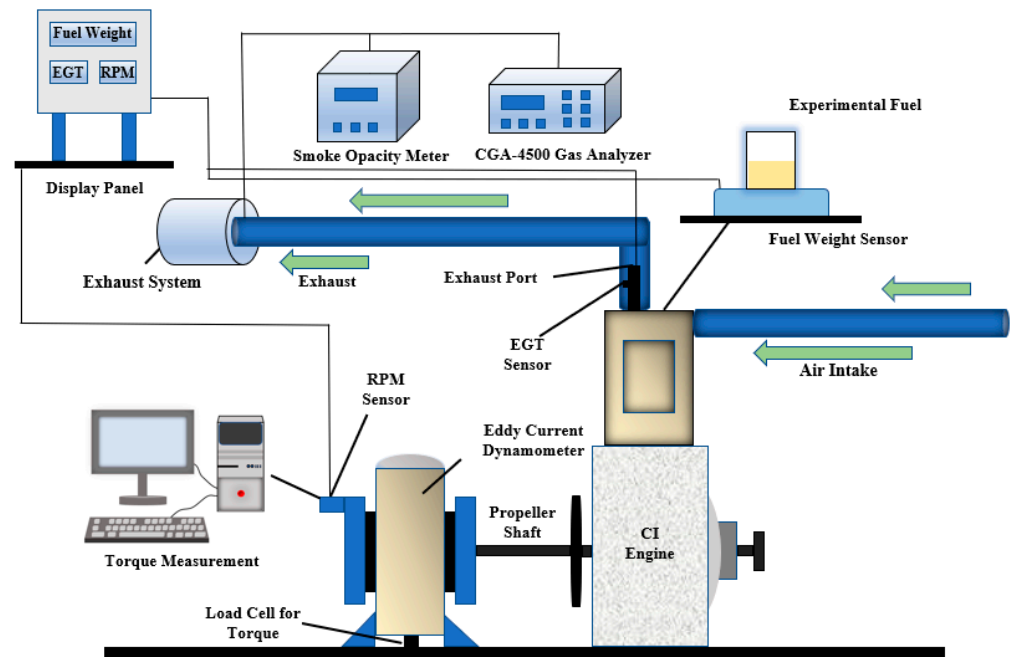 Fuel Weight
EGT
RPM
Display Panel
Smoke Opacity Meter
CGA-4500 Gas Analyzer
Experimental Fuel
Fuel Weight Sensor
Exhaust System
Exhaust
Exhaust Port
EGT
Sensor
Air Intake
RPM
Sensor
Eddy Current
Dynamometer
Propeller
Shaft
CI
Engine
Torque Measurement
Load Cell for
Torque